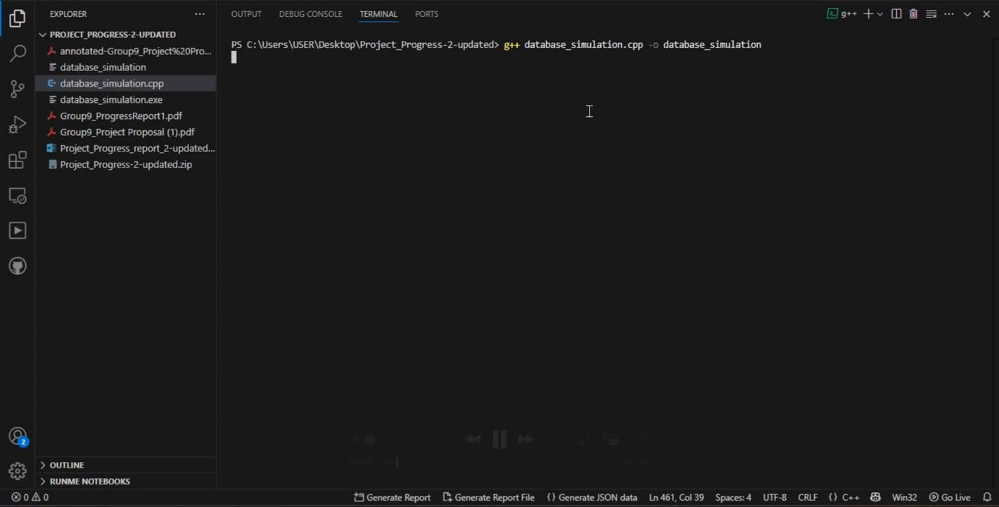 EXPLORER
...
OUTPUT DEBUG CONSOLE TERMINAL PORTS
g++
PROJECT_PROGRESS-2-UPDATED
PS C:\Users\USER\Desktop\Project_Progress-2-updated> g++ database_simulation.cpp -o database_simulation
annotated-Group9_Project%20Pro...
database_simulation
database_simulation.cpp
database_simulation.exe
Group9_ProgressReport1.pdf
Group9_Project Proposal (1).pdf
Project_Progress_report_2-updated...
Project_Progress-2-updated.zip
2
OUTLINE
RUNME NOTEBOOKS
0 0 Generate Report Generate Report File {} Generate JSON data Ln 461, Col 39 Spaces: 4 UTF-8 CRLF {} C++ Win32 Go Live